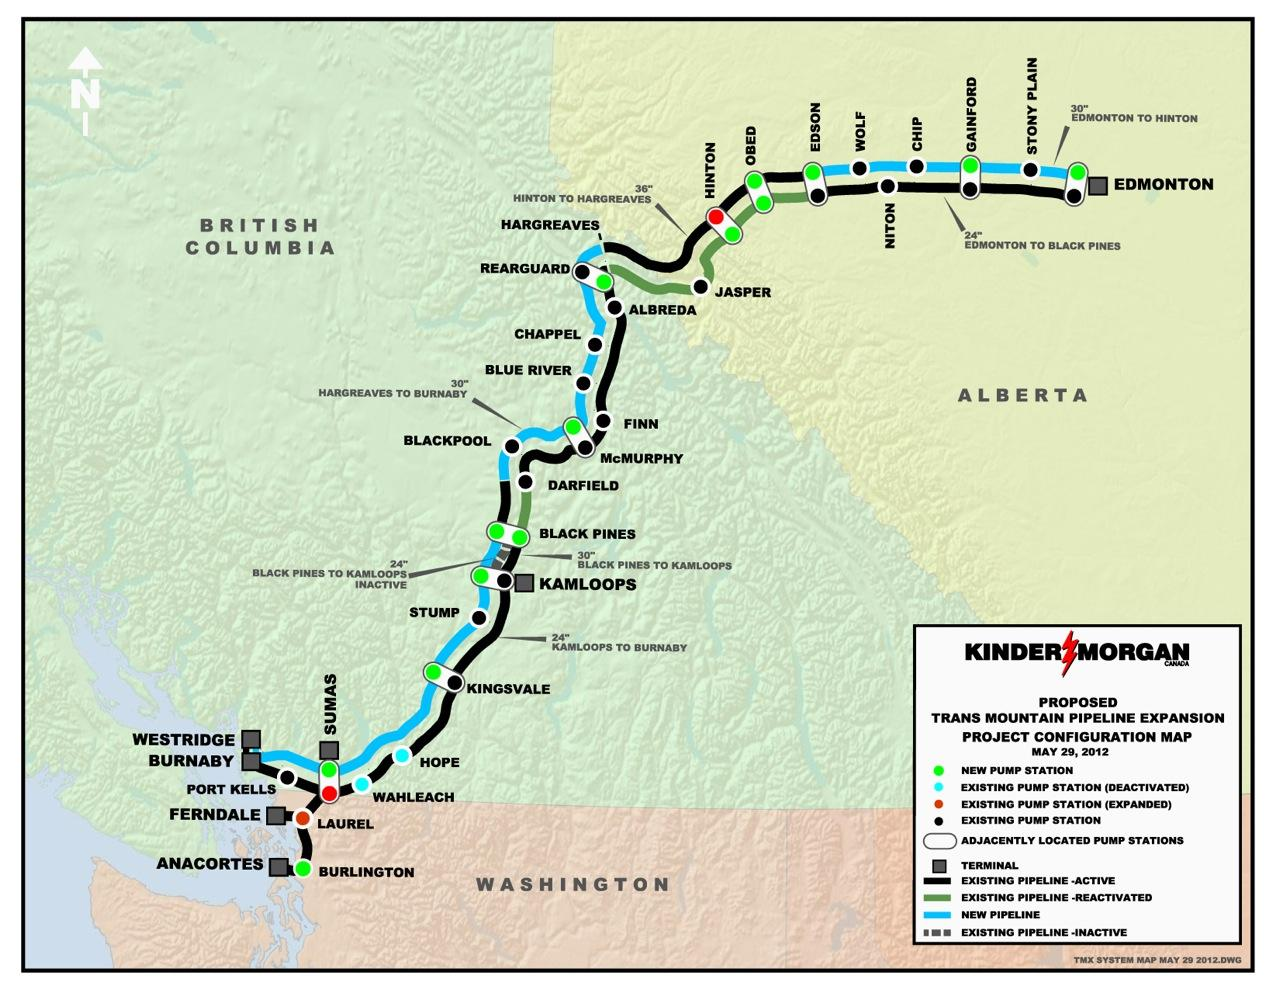 N
BRITISH
COLUMBIA
ALBERTA
WASHINGTON
STONY PLAIN
GAINFORD
CHIP
WOLF
EDSON
OBED
HINTON
30"
EDMONTON TO HINTON
EDMONTON
NITON
24"
EDMONTON TO BLACK PINES
36"
HINTON TO HARGREAVES
HARGREAVES
REARGUARD
JASPER
ALBREDA
CHAPPEL
BLUE RIVER
30"
HARGREAVES TO BURNABY
FINN
BLACKPOOL
McMURPHY
DARFIELD
BLACK PINES
30"
BLACK PINES TO KAMLOOPS
24"
BLACK PINES TO KAMLOOPS
INACTIVE
KAMLOOPS
STUMP
24"
KAMLOOPS TO BURNABY
KINGSVALE
SUMAS
WESTRIDGE
BURNABY
HOPE
PORT KELLS
WAHLEACH
FERNDALE
LAUREL
ANACORTES
BURLINGTON
KINDER MORGAN
CANADA
PROPOSED
TRANS MOUNTAIN PIPELINE EXPANSION
PROJECT CONFIGURATION MAP
MAY 29, 2012
NEW PUMP STATION
EXISTING PUMP STATION (DEACTIVATED)
EXISTING PUMP STATION (EXPANDED)
EXISTING PUMP STATION
ADJACENTLY LOCATED PUMP STATIONS
TERMINAL
EXISTING PIPELINE -ACTIVE
EXISTING PIPELINE -REACTIVATED
NEW PIPELINE
EXISTING PIPELINE -INACTIVE
TMX SYSTEM MAP MAY 29 2012.DWG